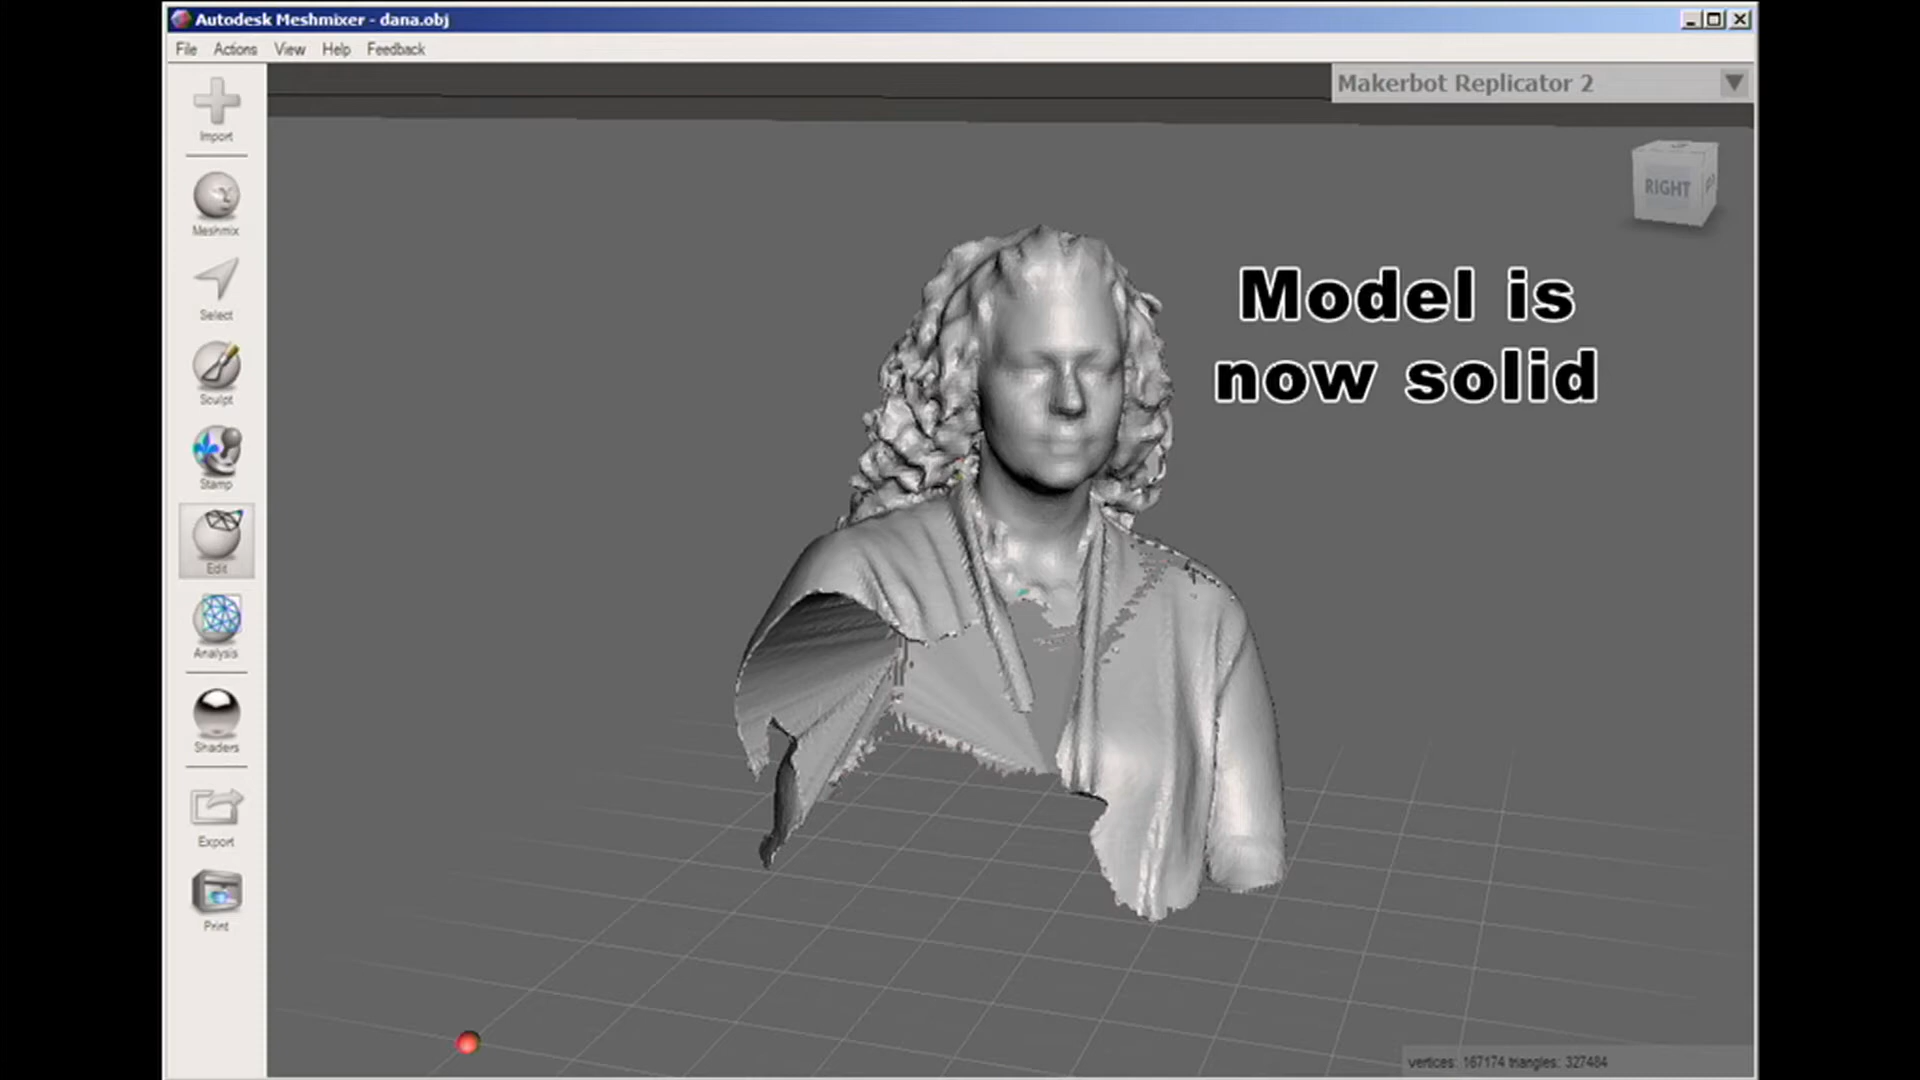 Autodesk Meshmixer - dana.obj
File Actions View Help Feedback
Makerbot Replicator 2
Import
Meshmix
Select
Sculpt
Stamp
Edit
Analysis
Shaders
Export
Print
RIGHT
Model is
now solid
vertices: 167174 triangles: 327484